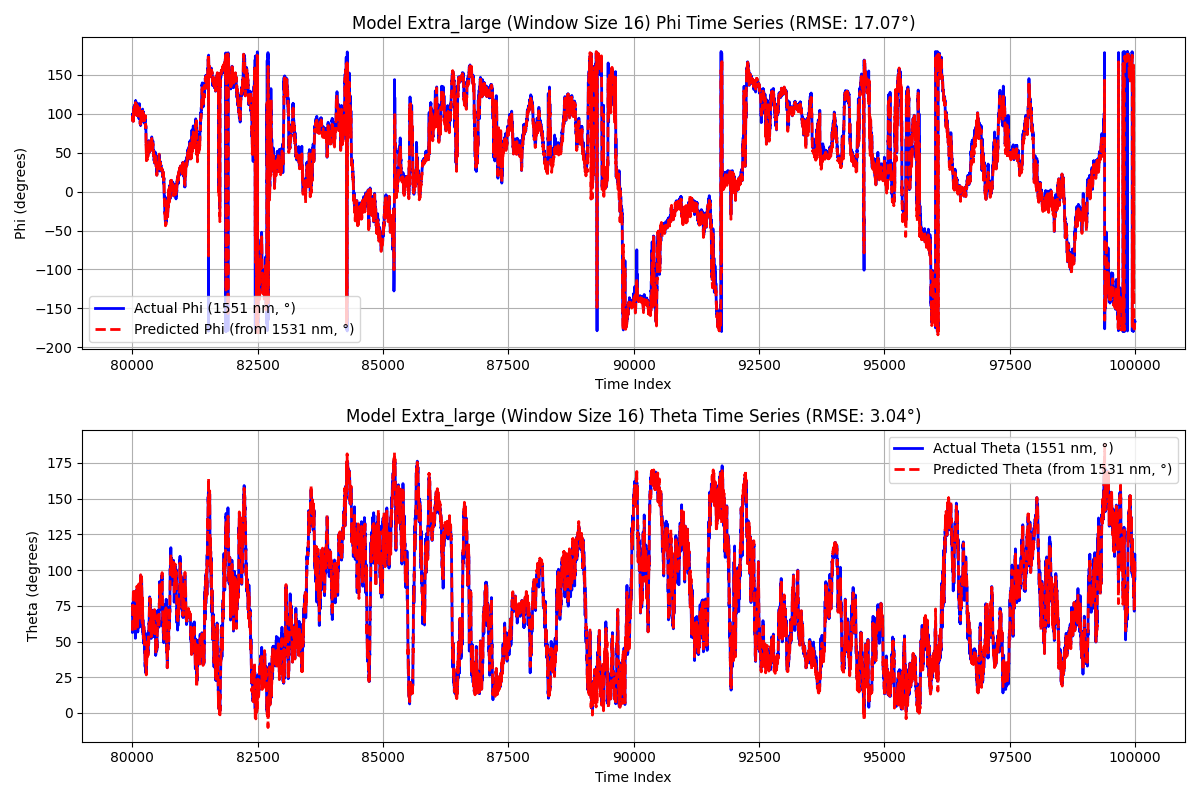 Model Extra_large (Window Size 16) Phi Time Series (RMSE: 17.07°)
150
100
50
0
−50
−100
−150
−200
Phi (degrees)
Actual Phi (1551 nm, °)
Predicted Phi (from 1531 nm, °)
80000 82500 85000 87500 90000 92500 95000 97500 100000
Time Index
Model Extra_large (Window Size 16) Theta Time Series (RMSE: 3.04°)
175
150
125
100
75
50
25
0
Theta (degrees)
Actual Theta (1551 nm, °)
Predicted Theta (from 1531 nm, °)
80000 82500 85000 87500 90000 92500 95000 97500 100000
Time Index